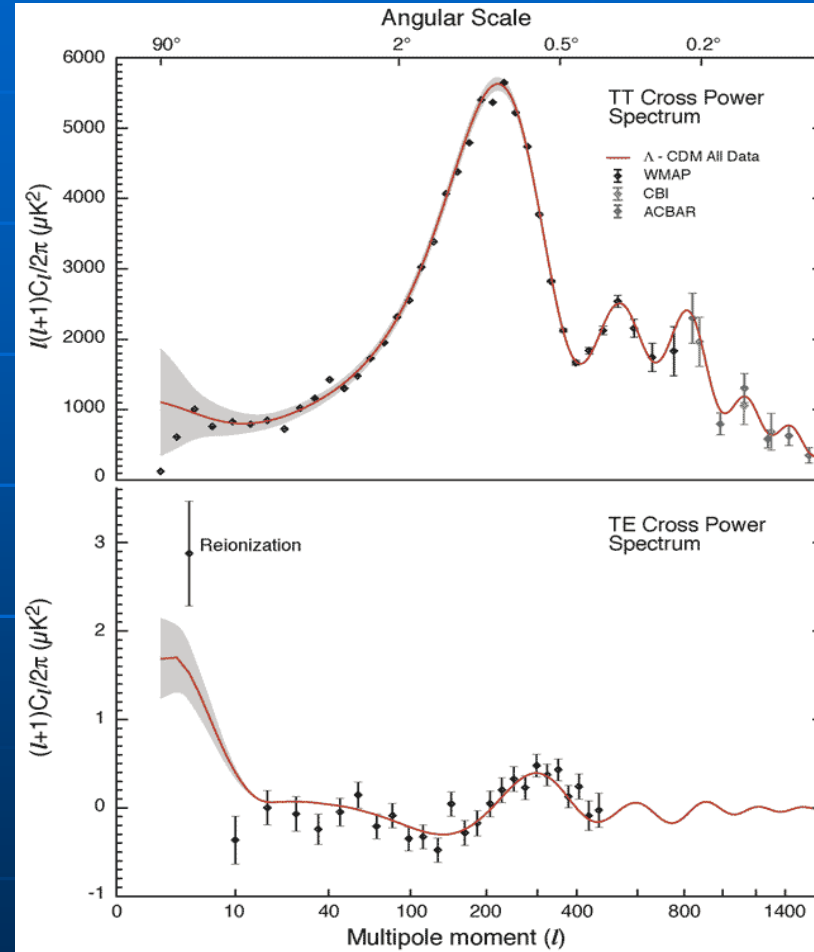 Angular Scale
90° 2° 0.5° 0.2°
6000
5000
4000
3000
2000
1000
0
l(l+1)Cl/2π (μK²)
TT Cross Power
Spectrum
Λ - CDM All Data
WMAP
CBI
ACBAR
3
2
1
0
-1
(l+1)Cl/2π (μK²)
Reionization
TE Cross Power
Spectrum
0 10 40 100 200 400 800 1400
Multipole moment (l)